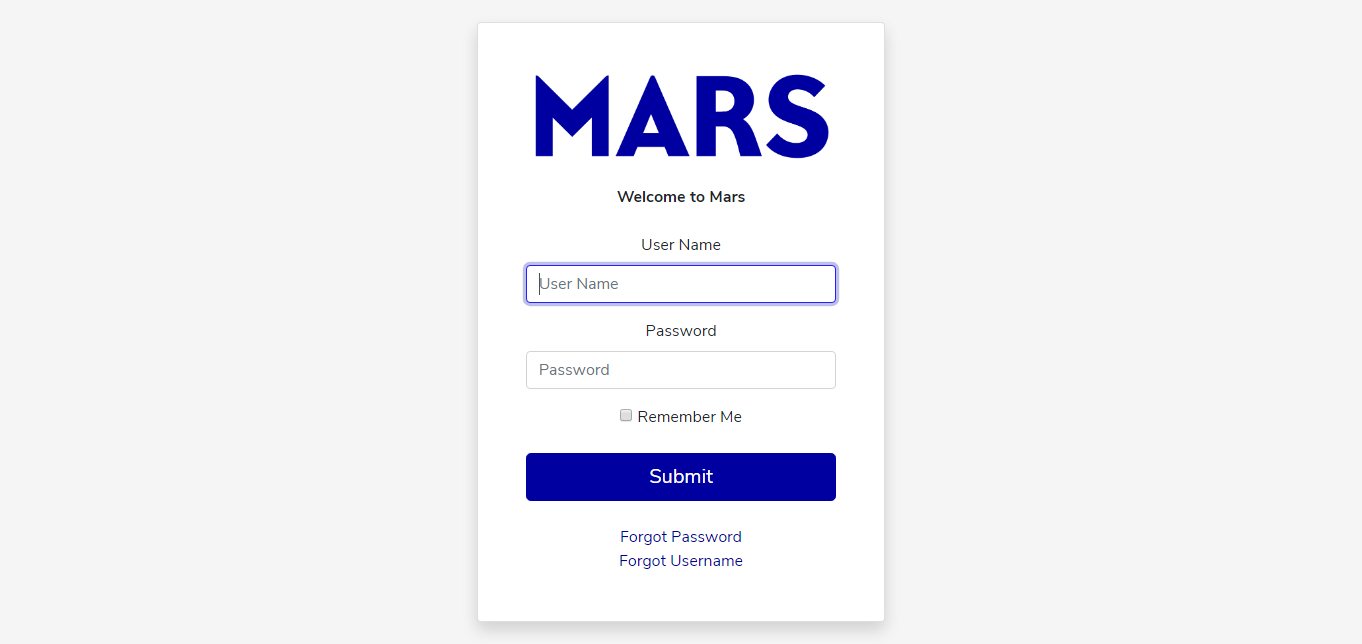 MARS
Welcome to Mars
User Name
User Name
Password
Password
Remember Me
Submit
Forgot Password
Forgot Username